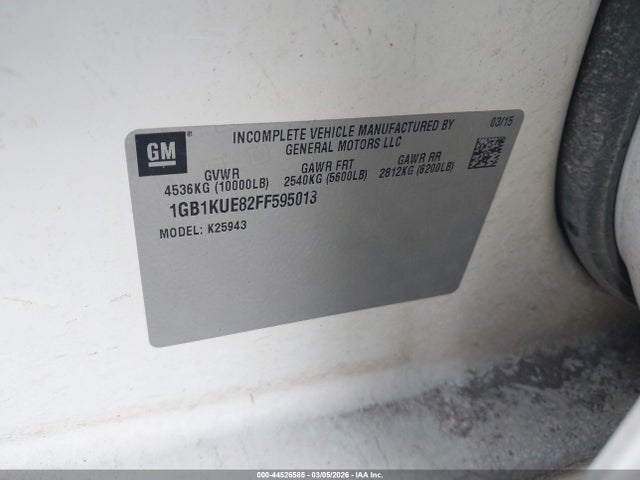 GM
INCOMPLETE VEHICLE MANUFACTURED BY
GENERAL MOTORS LLC
03/15
GVWR GAWR FRT GAWR RR
4536KG (10000LB) 2540KG (5600LB) 2812KG (6200LB)
1GB1KUE82FF595013
MODEL: K25943
000-44526585 - 03/05/2026 - IAAI, Inc.